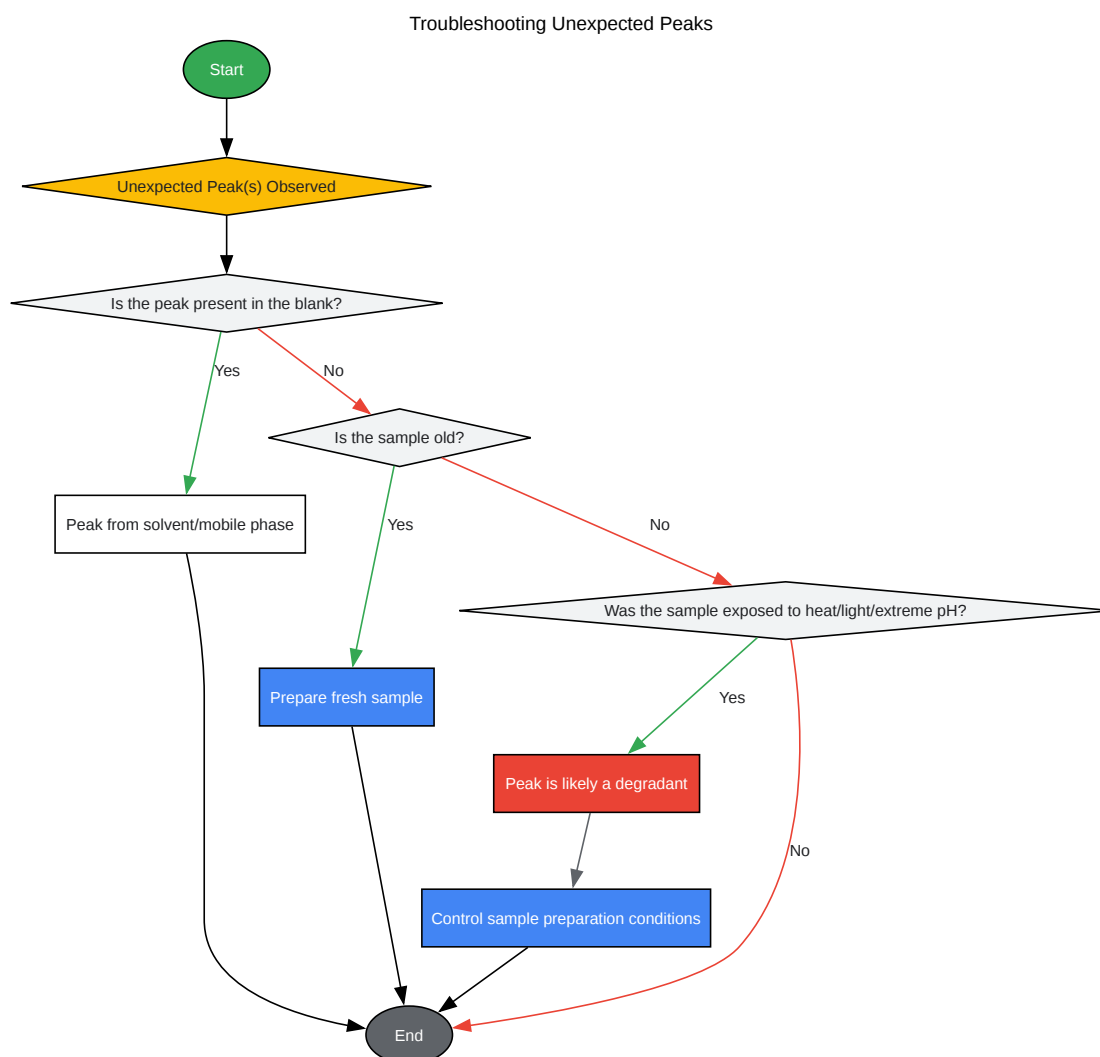 Troubleshooting Unexpected Peaks
Start
Unexpected Peak(s) Observed
Is the peak present in the blank?
Yes
No
Is the sample old?
Peak from solvent/mobile phase
Yes
No
Was the sample exposed to heat/light/extreme pH?
Prepare fresh sample
Yes
Peak is likely a degradant
No
Control sample preparation conditions
End